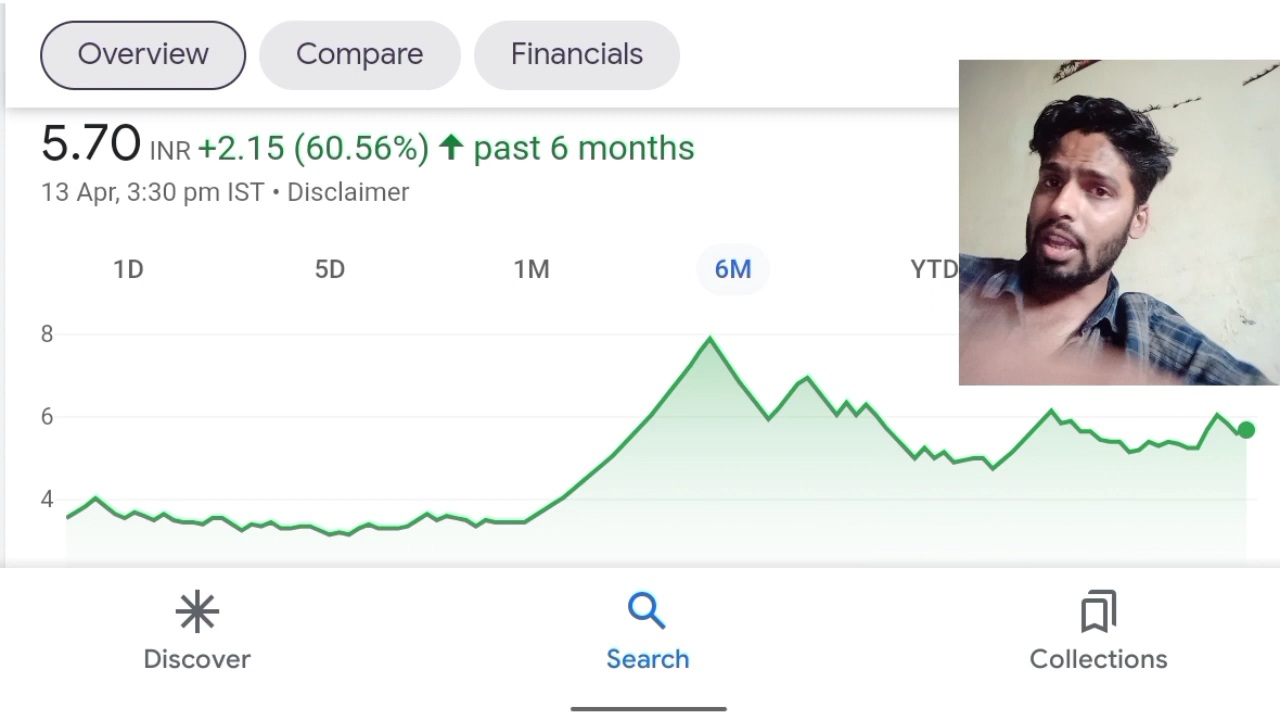 Overview Compare Financials
5.70 INR +2.15 (60.56%) ↑ past 6 months
13 Apr, 3:30 pm IST • Disclaimer
1D 5D 1M 6M YTD
8
6
4
Discover Search Collections